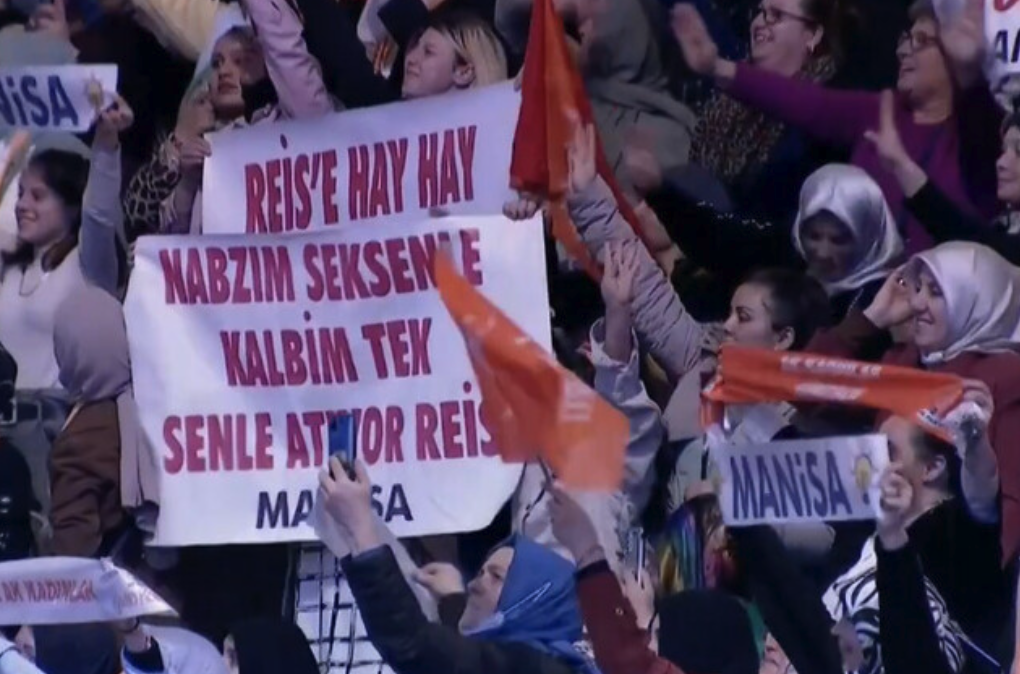 REİS'E HAY HAY
NABZIM SEKSENLE
KALBİM TEK
SENLE ATIYOR REİS
MANİSA
MANİSA